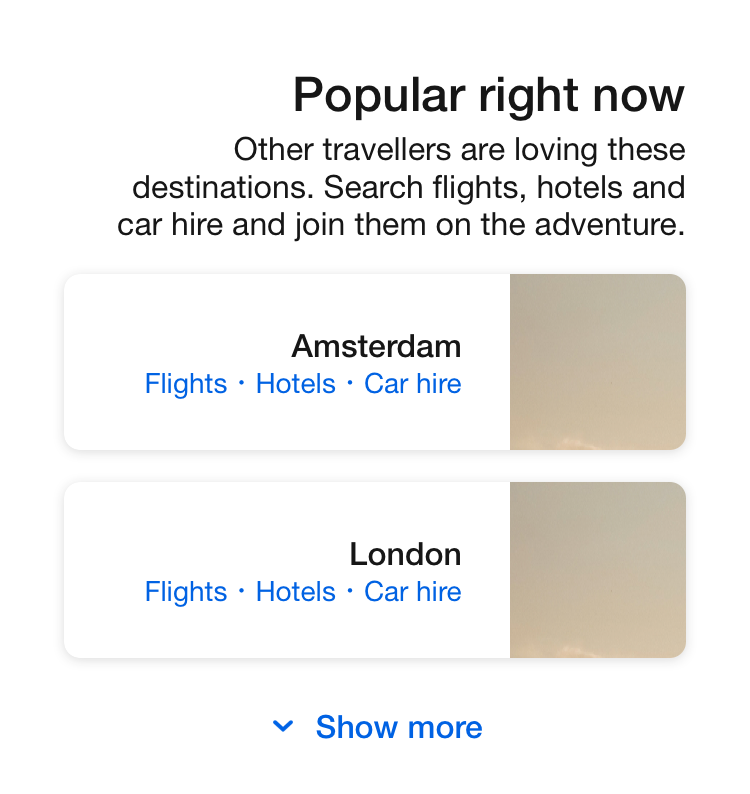 Popular right now
Other travellers are loving these
destinations. Search flights, hotels and
car hire and join them on the adventure.
Amsterdam
Flights · Hotels · Car hire
London
Flights · Hotels · Car hire
Show more